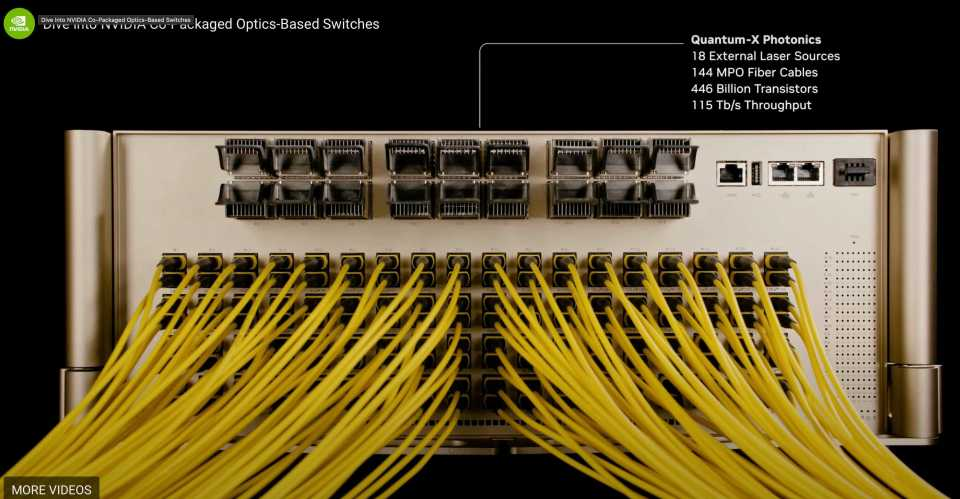 Dive Into NVIDIA Co-Packaged Optics-Based Switches
Dive Into NVIDIA Co-Packaged Optics-Based Switches
NVIDIA
Quantum-X Photonics
18 External Laser Sources
144 MPO Fiber Cables
446 Billion Transistors
115 Tb/s Throughput
MORE VIDEOS